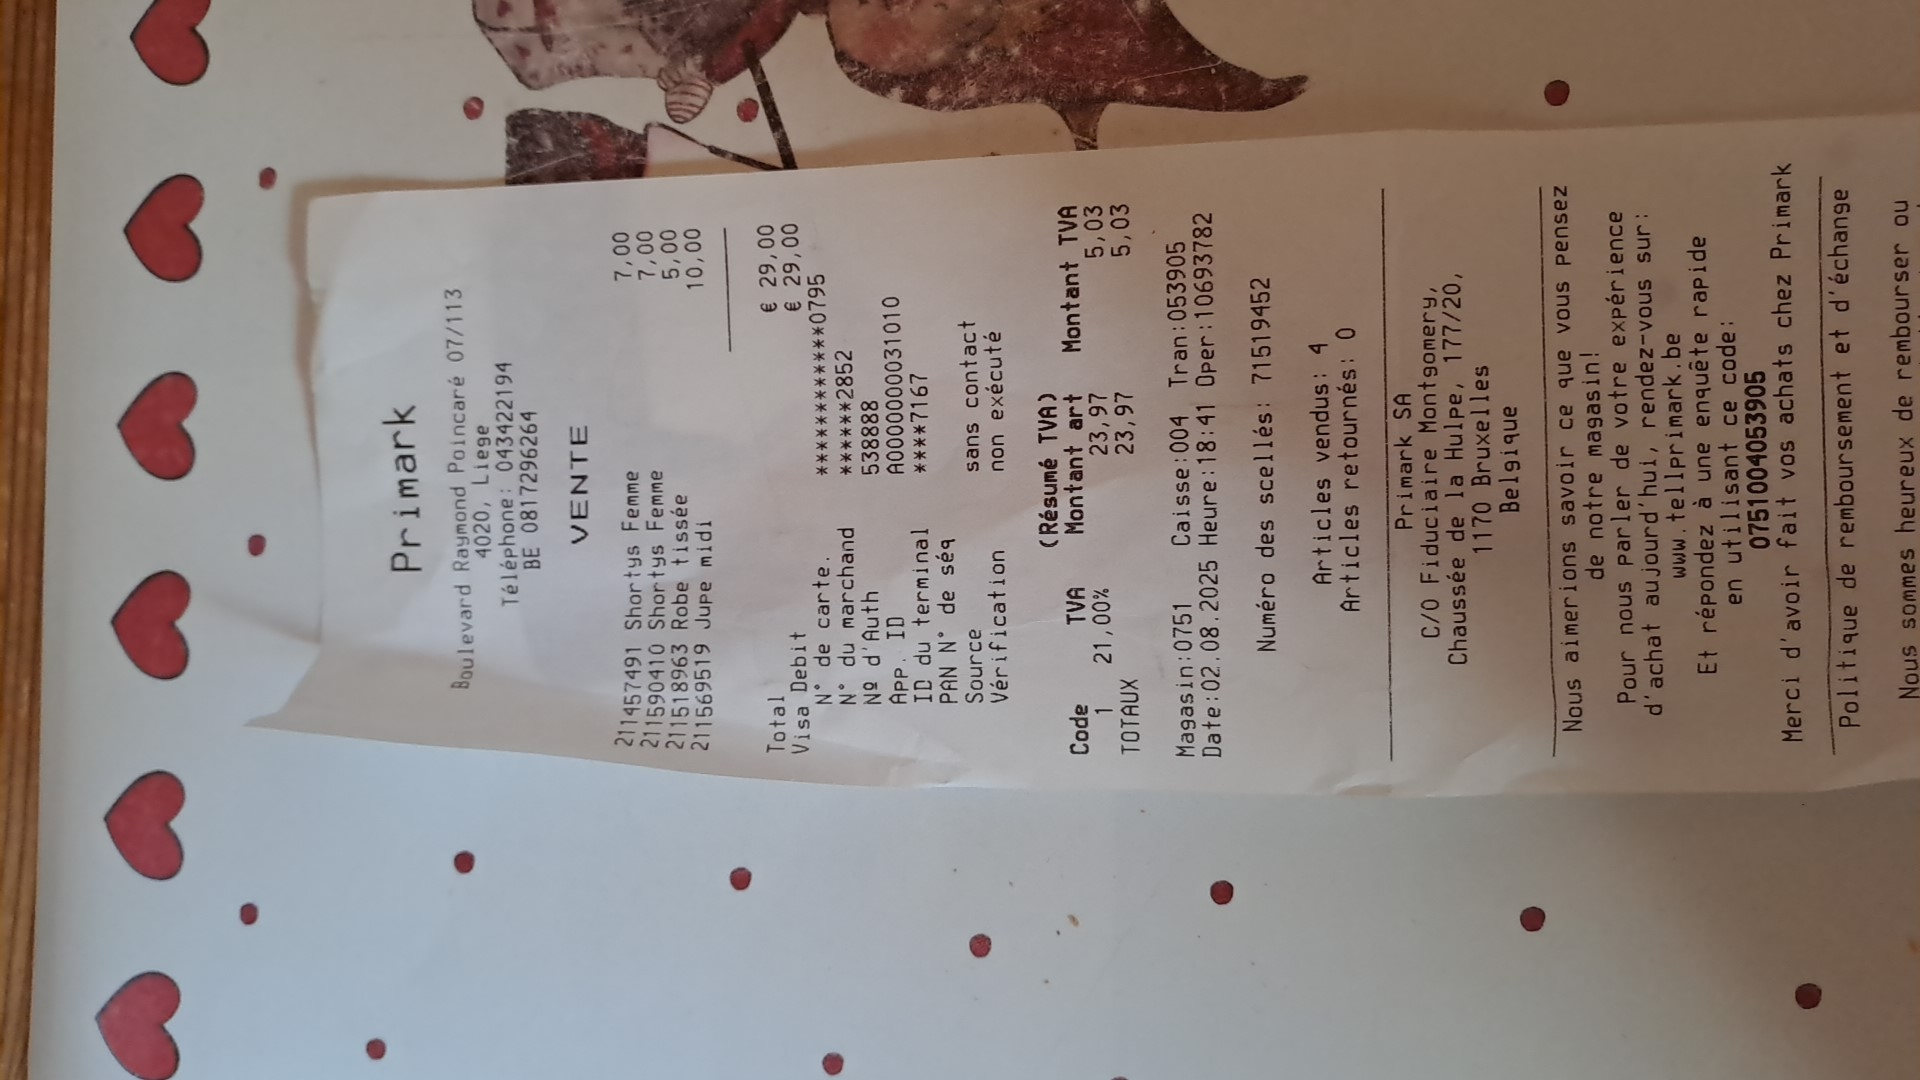 Primark
Boulevard Raymond Poincaré 07/113
4020, Liege
Téléphone: 043422194
BE 0817296264
VENTE
211457491 Shortys Femme 7,00
211590410 Shortys Femme 7,00
211518963 Robe tissée 5,00
211569519 Jupe midi 10,00
Total € 29,00
Visa Debit € 29,00
N° de carte. ************0795
N° du marchand ******2852
Nº d'Auth 538888
App. ID A0000000031010
ID du terminal ****7167
PAN N° de séq
Source sans contact
Vérification non exécuté
(Résumé TVA)
Code TVA Montant art Montant TVA
1 21,00% 23,97 5,03
TOTAUX 23,97 5,03
Magasin:0751 Caisse:004 Tran:053905
Date:02.08.2025 Heure:18:41 Oper:10693782
Numéro des scellés: 71519452
Articles vendus: 4
Articles retournés: 0
Primark SA
C/O Fiduciaire Montgomery,
Chaussée de la Hulpe, 177/20,
1170 Bruxelles
Belgique
Nous aimerions savoir ce que vous pensez
de notre magasin!
Pour nous parler de votre expérience
d'achat aujourd'hui, rendez-vous sur:
www.tellprimark.be
Et répondez à une enquête rapide
en utilisant ce code:
0751004053905
Merci d'avoir fait vos achats chez Primark
Politique de remboursement et d'échange
Nous sommes heureux de rembourser ou